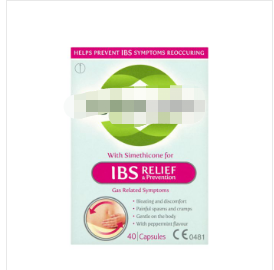 HELPS PREVENT IBS SYMPTOMS REOCCURING
With Simethicone for
IBS RELIEF
& Prevention
Gas Related Symptoms
• Bloating and discomfort
• Painful spasms and cramps
• Gentle on the body
• With peppermint flavour
40 Capsules CE 0481